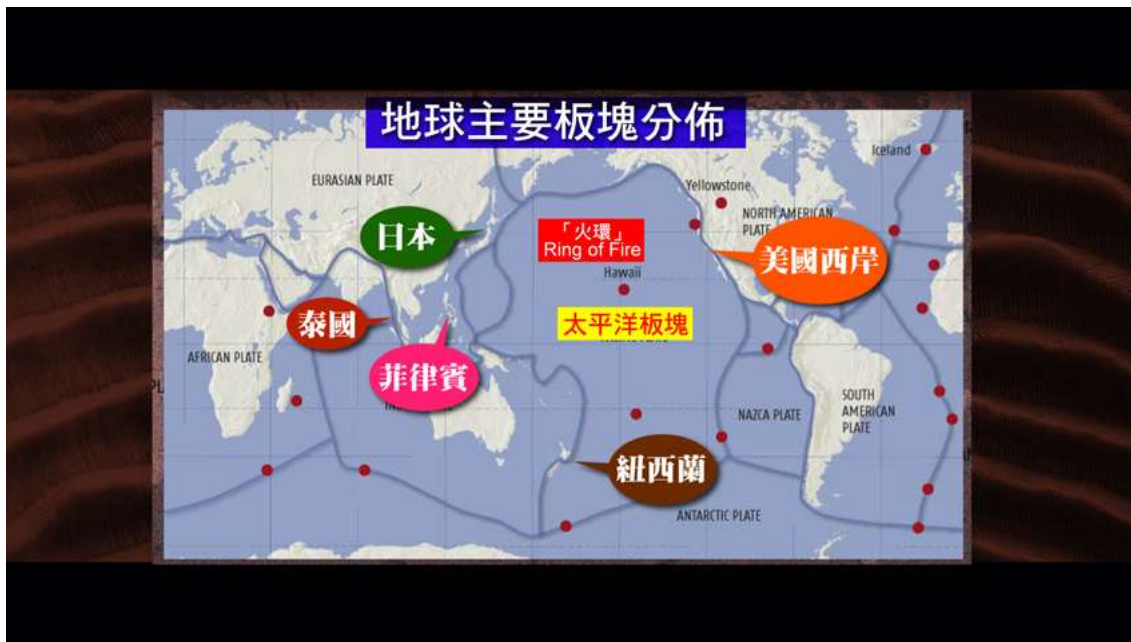 地球主要板塊分佈
Iceland
EURASIAN PLATE
Yellowstone
NORTH AMERICAN
PLATE
日本
「火環」
Ring of Fire
美國西岸
Hawaii
泰國
太平洋板塊
AFRICAN PLATE
菲律賓
NAZCA PLATE
SOUTH
AMERICAN
PLATE
紐西蘭
ANTARCTIC PLATE